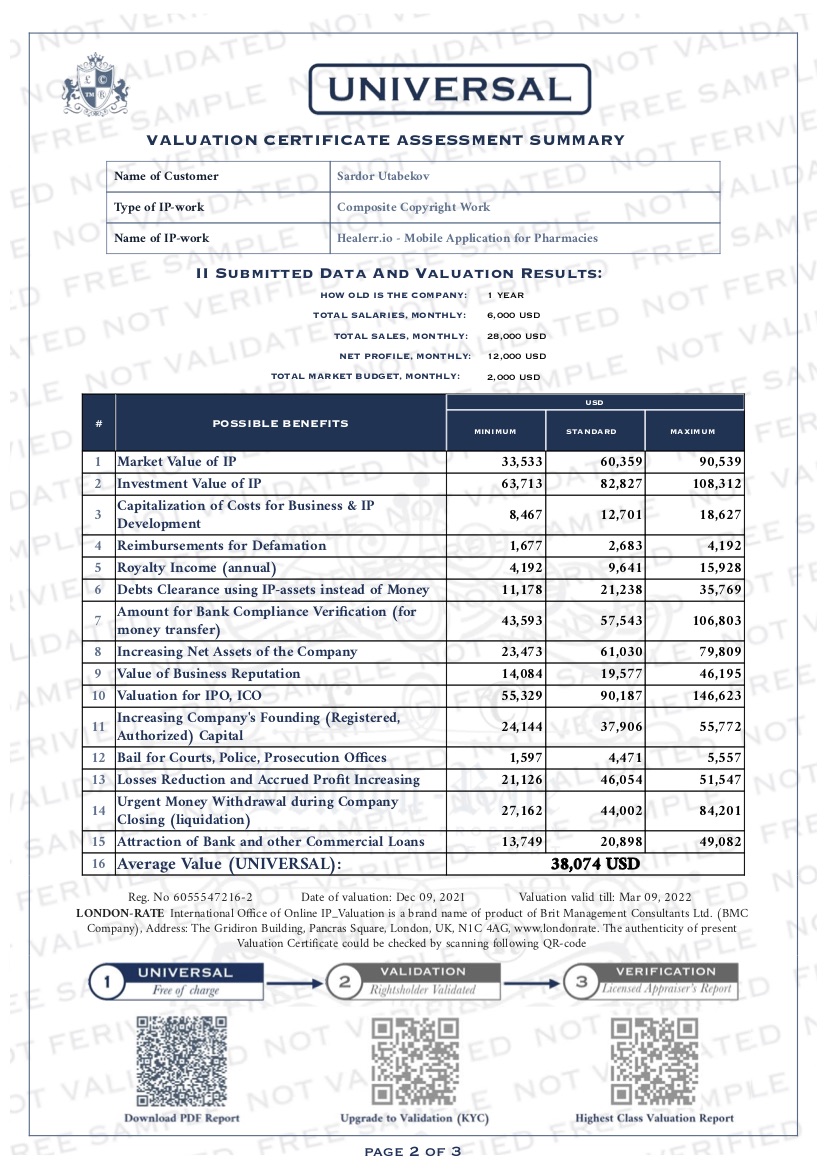 UNIVERSAL
VALUATION CERTIFICATE ASSESSMENT SUMMARY
Name of Customer Sardor Utabekov
Type of IP-work Composite Copyright Work
Name of IP-work Healerr.io - Mobile Application for Pharmacies
II SUBMITTED DATA AND VALUATION RESULTS:
HOW OLD IS THE COMPANY: 1 YEAR
TOTAL SALARIES, MONTHLY: 6,000 USD
TOTAL SALES, MONTHLY: 28,000 USD
NET PROFILE, MONTHLY: 12,000 USD
TOTAL MARKET BUDGET, MONTHLY: 2,000 USD
# POSSIBLE BENEFITS USD
MINIMUM STANDARD MAXIMUM
1 Market Value of IP 33,533 60,359 90,539
2 Investment Value of IP 63,713 82,827 108,312
3 Capitalization of Costs for Business & IP
Development 8,467 12,701 18,627
4 Reimbursements for Defamation 1,677 2,683 4,192
5 Royalty Income (annual) 4,192 9,641 15,928
6 Debts Clearance using IP-assets instead of Money 11,178 21,238 35,769
7 Amount for Bank Compliance Verification (for
money transfer) 43,593 57,543 106,803
8 Increasing Net Assets of the Company 23,473 61,030 79,809
9 Value of Business Reputation 14,084 19,577 46,195
10 Valuation for IPO, ICO 55,329 90,187 146,623
11 Increasing Company's Founding (Registered,
Authorized) Capital 24,144 37,906 55,772
12 Bail for Courts, Police, Prosecution Offices 1,597 4,471 5,557
13 Losses Reduction and Accrued Profit Increasing 21,126 46,054 51,547
14 Urgent Money Withdrawal during Company
Closing (liquidation) 27,162 44,002 84,201
15 Attraction of Bank and other Commercial Loans 13,749 20,898 49,082
16 Average Value (UNIVERSAL): 38,074 USD
Reg. No 6055547216-2 Date of valuation: Dec 09, 2021 Valuation valid till: Mar 09, 2022
LONDON-RATE International Office of Online IP_Valuation is a brand name of product of Brit Management Consultants Ltd. (BMC
Company), Address: The Gridiron Building, Pancras Square, London, UK, N1C 4AG, www.londonrate. The authenticity of present
Valuation Certificate could be checked by scanning following QR-code
1 UNIVERSAL 2 VALIDATION 3 VERIFICATION
Free of charge Rightsholder Validated Licensed Appraiser's Report
Download PDF Report Upgrade to Validation (KYC) Highest Class Valuation Report
PAGE 2 OF 3